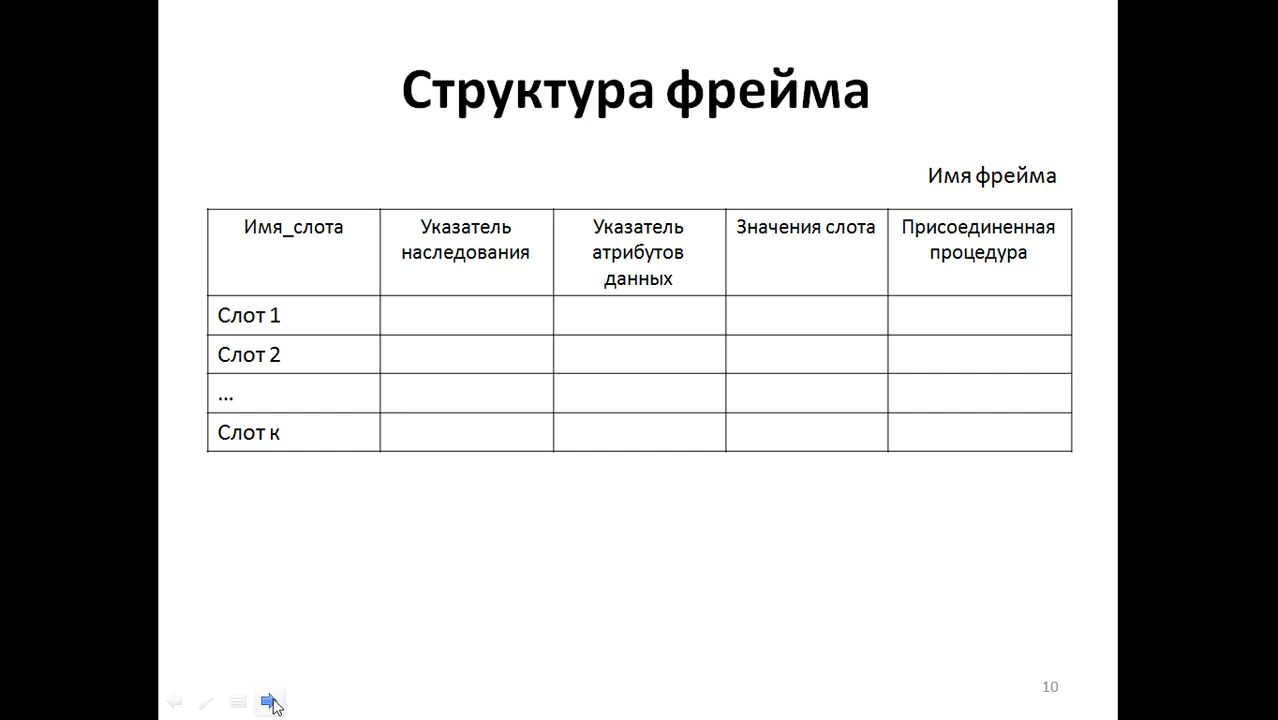 Структура фрейма
Имя фрейма
Имя_слота
Указатель
наследования
Указатель
атрибутов
данных
Значения слота
Присоединенная
процедура
Слот 1
Слот 2
...
Слот к
10